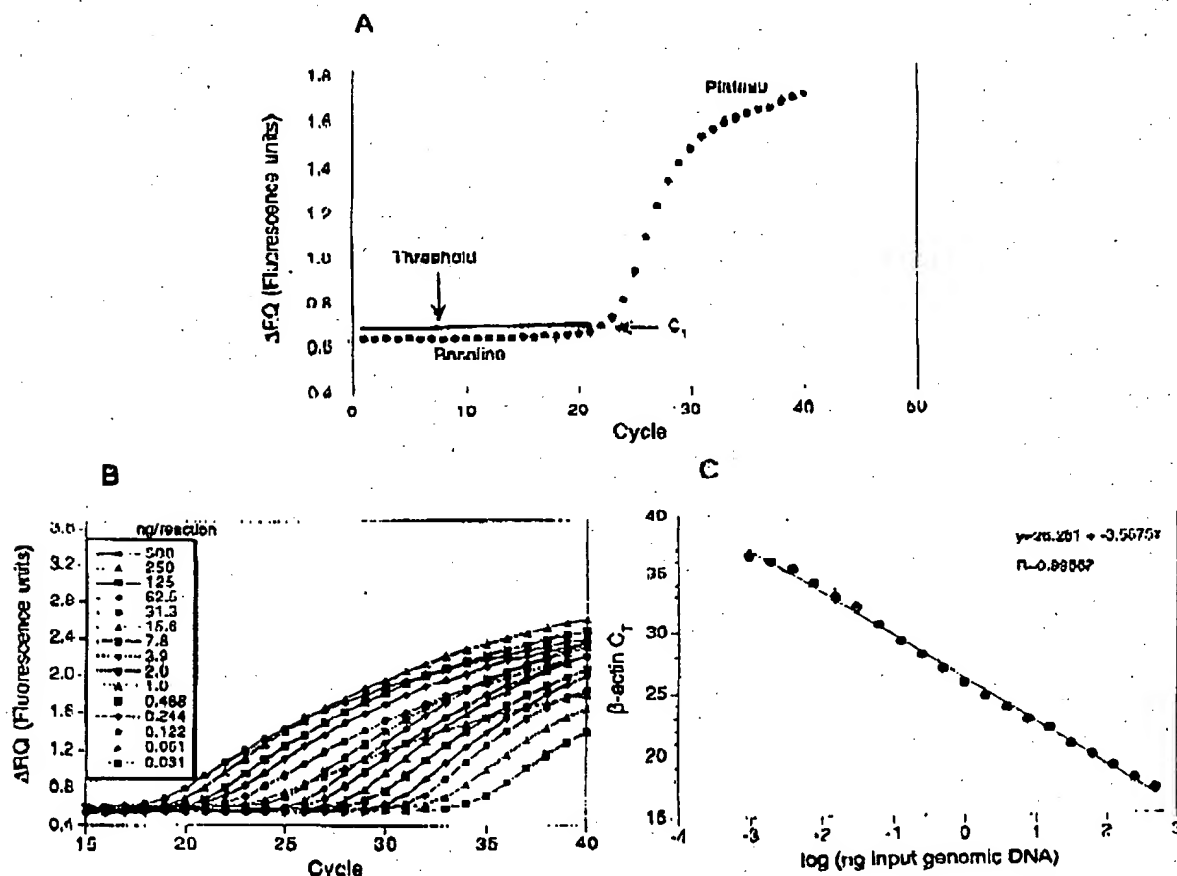 A
ΔRQ (Fluorescence units)
1.8
1.6
1.4
1.2
1.0
0.8
0.6
0.4
Plateau
Threshold
Baseline
C_T
0 10 20 30 40
Cycle
B
ΔRQ (Fluorescence units)
3.2
2.8
2.4
2.0
1.6
1.2
0.8
0.4
ng/reaction
500
250
125
62.5
31.3
15.6
7.8
3.9
2.0
1.0
0.488
0.244
0.122
0.061
0.031
15 20 25 30 35 40
Cycle
C
β-actin C_T
40
35
30
25
20
15
-4 -3 -2 -1 0 1 2 3
log (ng input genomic DNA)